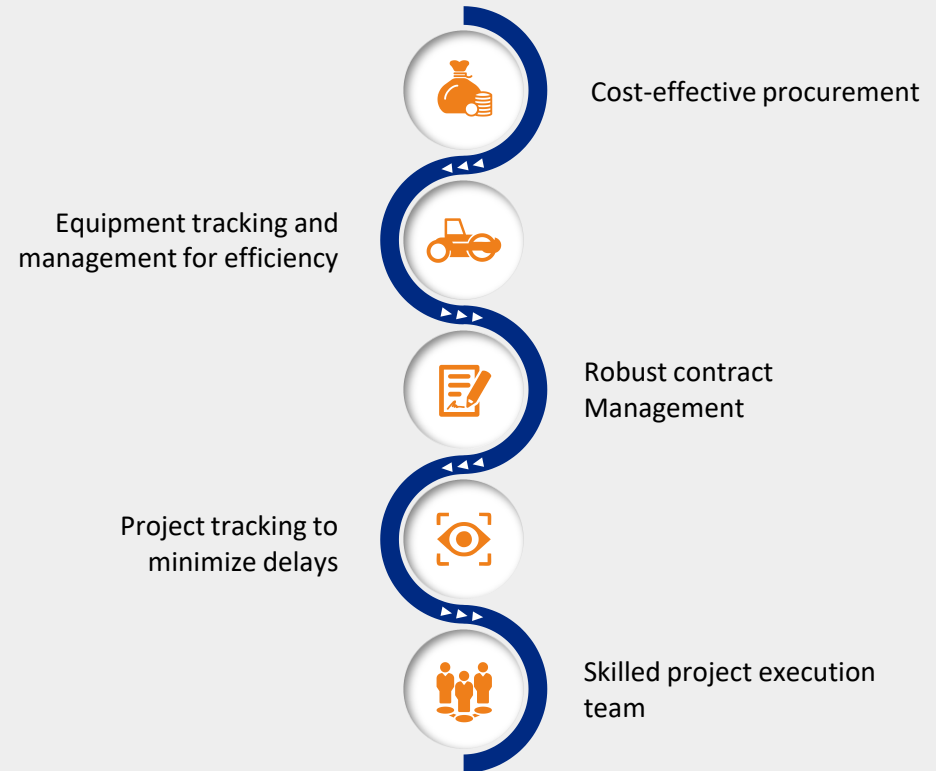 Cost-effective procurement
Equipment tracking and
management for efficiency
Robust contract
Management
Project tracking to
minimize delays
Skilled project execution
team